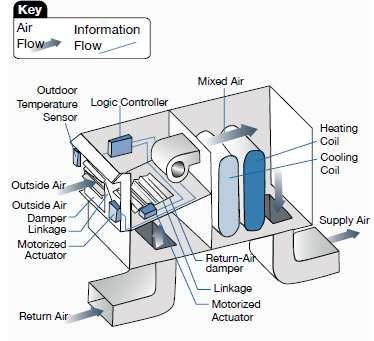 Key
Air
Flow
Information
Flow
Mixed Air
Outdoor
Temperature
Sensor
Logic Controller
Heating
Coil
Cooling
Coil
Outside Air
Outside Air
Damper
Linkage
Motorized
Actuator
Supply Air
Return-Air
damper
Linkage
Motorized
Actuator
Return Air